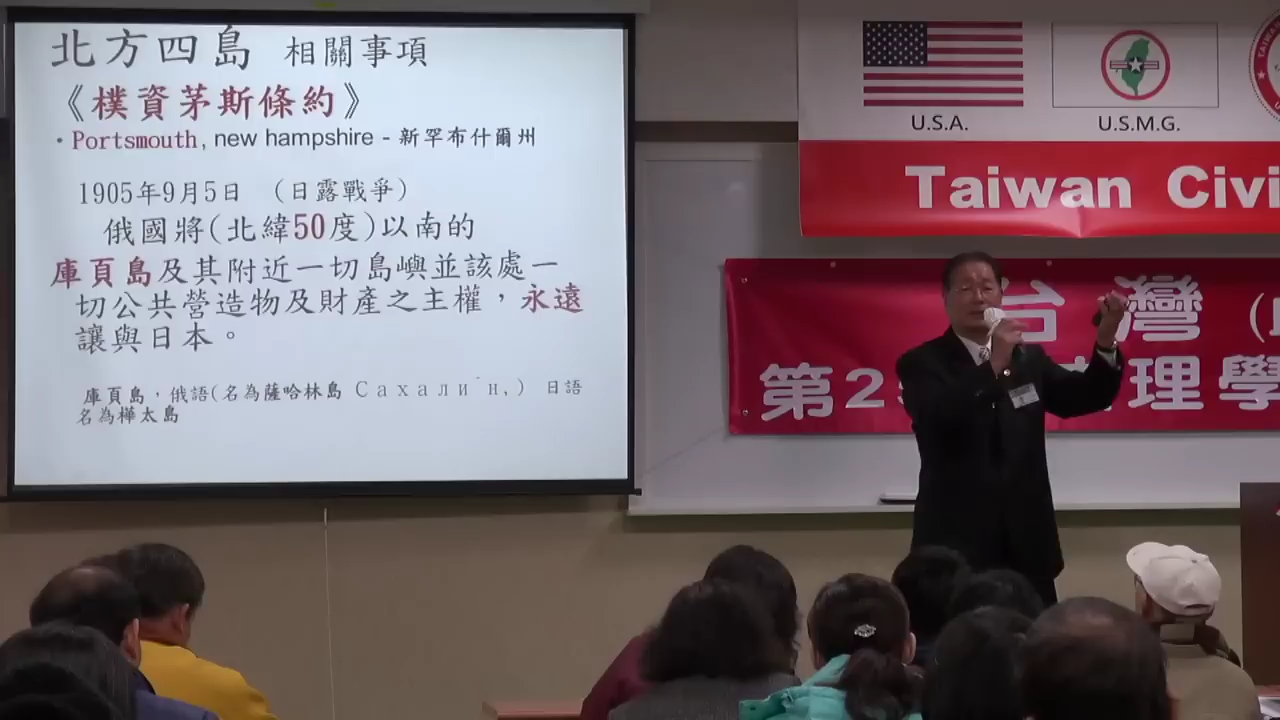 北方四島 相關事項
《樸資茅斯條約》
• Portsmouth, new hampshire - 新罕布什爾州
1905年9月5日 （日露戰爭）
俄國將(北緯50度)以南的
庫頁島及其附近一切島嶼並該處一
切公共營造物及財產之主權，永遠
讓與日本。
庫頁島，俄語(名為薩哈林島 Сахали́н,) 日語
名為樺太島
U.S.A.
U.S.M.G.
Taiwan Civi
台灣
第2
理學